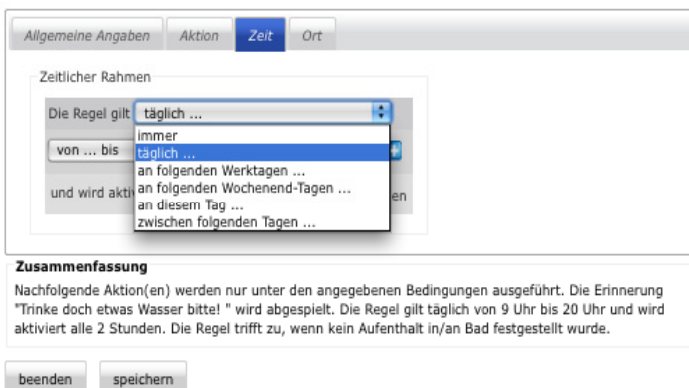 Allgemeine Angaben Aktion Zeit Ort
Zeitlicher Rahmen
Die Regel gilt täglich ...
immer
von ... bis täglich ...
an folgenden Werktagen ...
und wird an folgenden Wochenend-Tagen ...
an diesem Tag ...
zwischen folgenden Tagen ...
Zusammenfassung
Nachfolgende Aktion(en) werden nur unter den angegebenen Bedingungen ausgeführt. Die Erinnerung
"Trinke doch etwas Wasser bitte! " wird abgespielt. Die Regel gilt täglich von 9 Uhr bis 20 Uhr und wird
aktiviert alle 2 Stunden. Die Regel trifft zu, wenn kein Aufenthalt in/an Bad festgestellt wurde.
beenden speichern